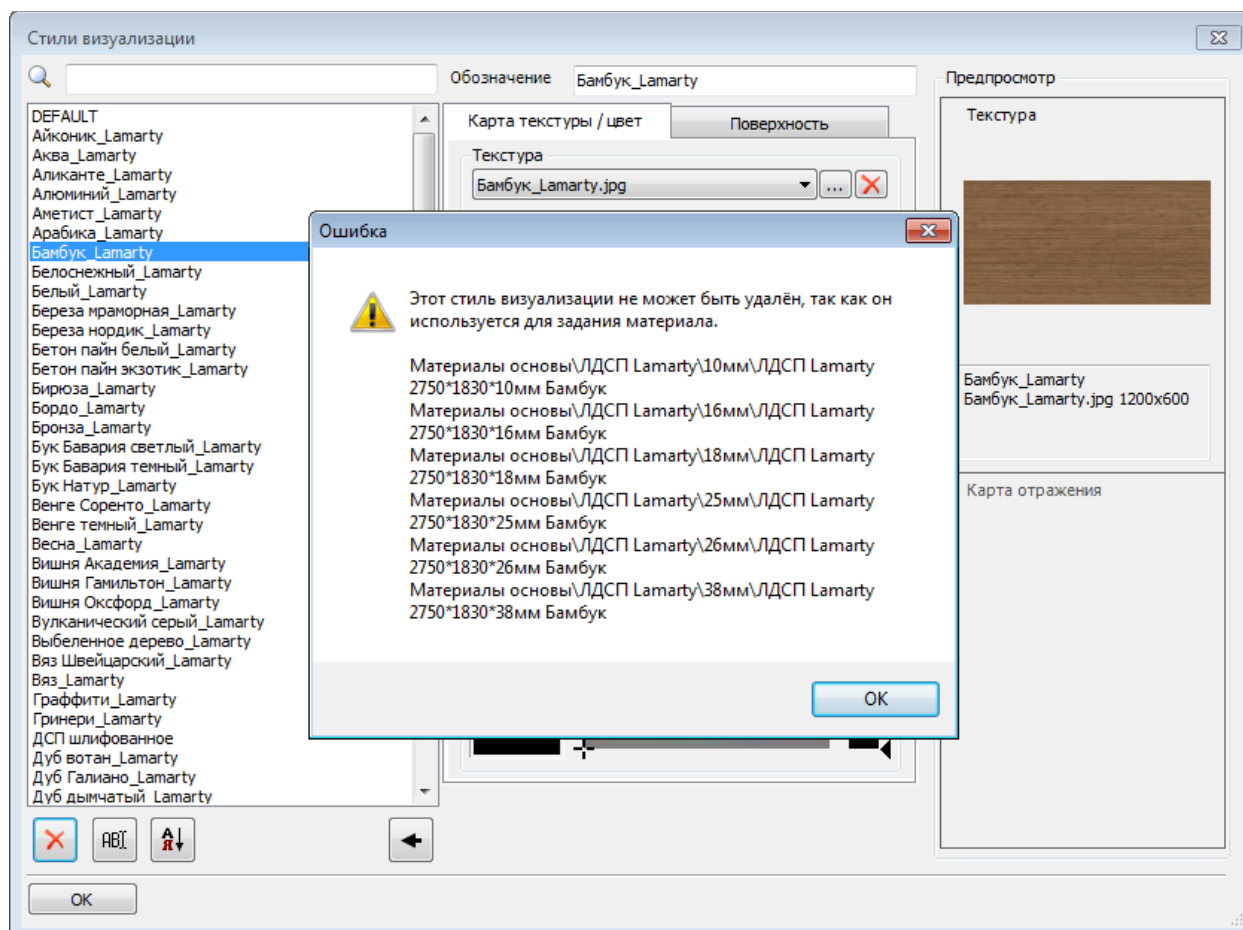 Стили визуализации
Обозначение
Бамбук_Lamarty
Предпросмотр
DEFAULT
Айконик_Lamarty
Аква_Lamarty
Аликанте_Lamarty
Алюминий_Lamarty
Аметист_Lamarty
Арабика_Lamarty
Бамбук_Lamarty
Белоснежный_Lamarty
Белый_Lamarty
Береза мраморная_Lamarty
Береза нордик_Lamarty
Бетон пайн белый_Lamarty
Бетон пайн экзотик_Lamarty
Бирюза_Lamarty
Бордо_Lamarty
Бронза_Lamarty
Бук Бавария светлый_Lamarty
Бук Бавария темный_Lamarty
Бук Натур_Lamarty
Венге Соренто_Lamarty
Венге темный_Lamarty
Весна_Lamarty
Вишня Академия_Lamarty
Вишня Гамильтон_Lamarty
Вишня Оксфорд_Lamarty
Вулканический серый_Lamarty
Выбеленное дерево_Lamarty
Вяз Швейцарский_Lamarty
Вяз_Lamarty
Граффити_Lamarty
Гринери_Lamarty
ДСП шлифованное
Дуб вотан_Lamarty
Дуб Галиано_Lamarty
Дуб дымчатый_Lamarty
Карта текстуры / цвет
Поверхность
Текстура
Бамбук_Lamarty.jpg
...
Ошибка
Этот стиль визуализации не может быть удалён, так как он
используется для задания материала.
Материалы основы\ЛДСП Lamarty\10мм\ЛДСП Lamarty
2750*1830*10мм Бамбук
Материалы основы\ЛДСП Lamarty\16мм\ЛДСП Lamarty
2750*1830*16мм Бамбук
Материалы основы\ЛДСП Lamarty\18мм\ЛДСП Lamarty
2750*1830*18мм Бамбук
Материалы основы\ЛДСП Lamarty\25мм\ЛДСП Lamarty
2750*1830*25мм Бамбук
Материалы основы\ЛДСП Lamarty\26мм\ЛДСП Lamarty
2750*1830*26мм Бамбук
Материалы основы\ЛДСП Lamarty\38мм\ЛДСП Lamarty
2750*1830*38мм Бамбук
OK
Текстура
Бамбук_Lamarty
Бамбук_Lamarty.jpg 1200x600
Карта отражения
ABI
АЯ
OK